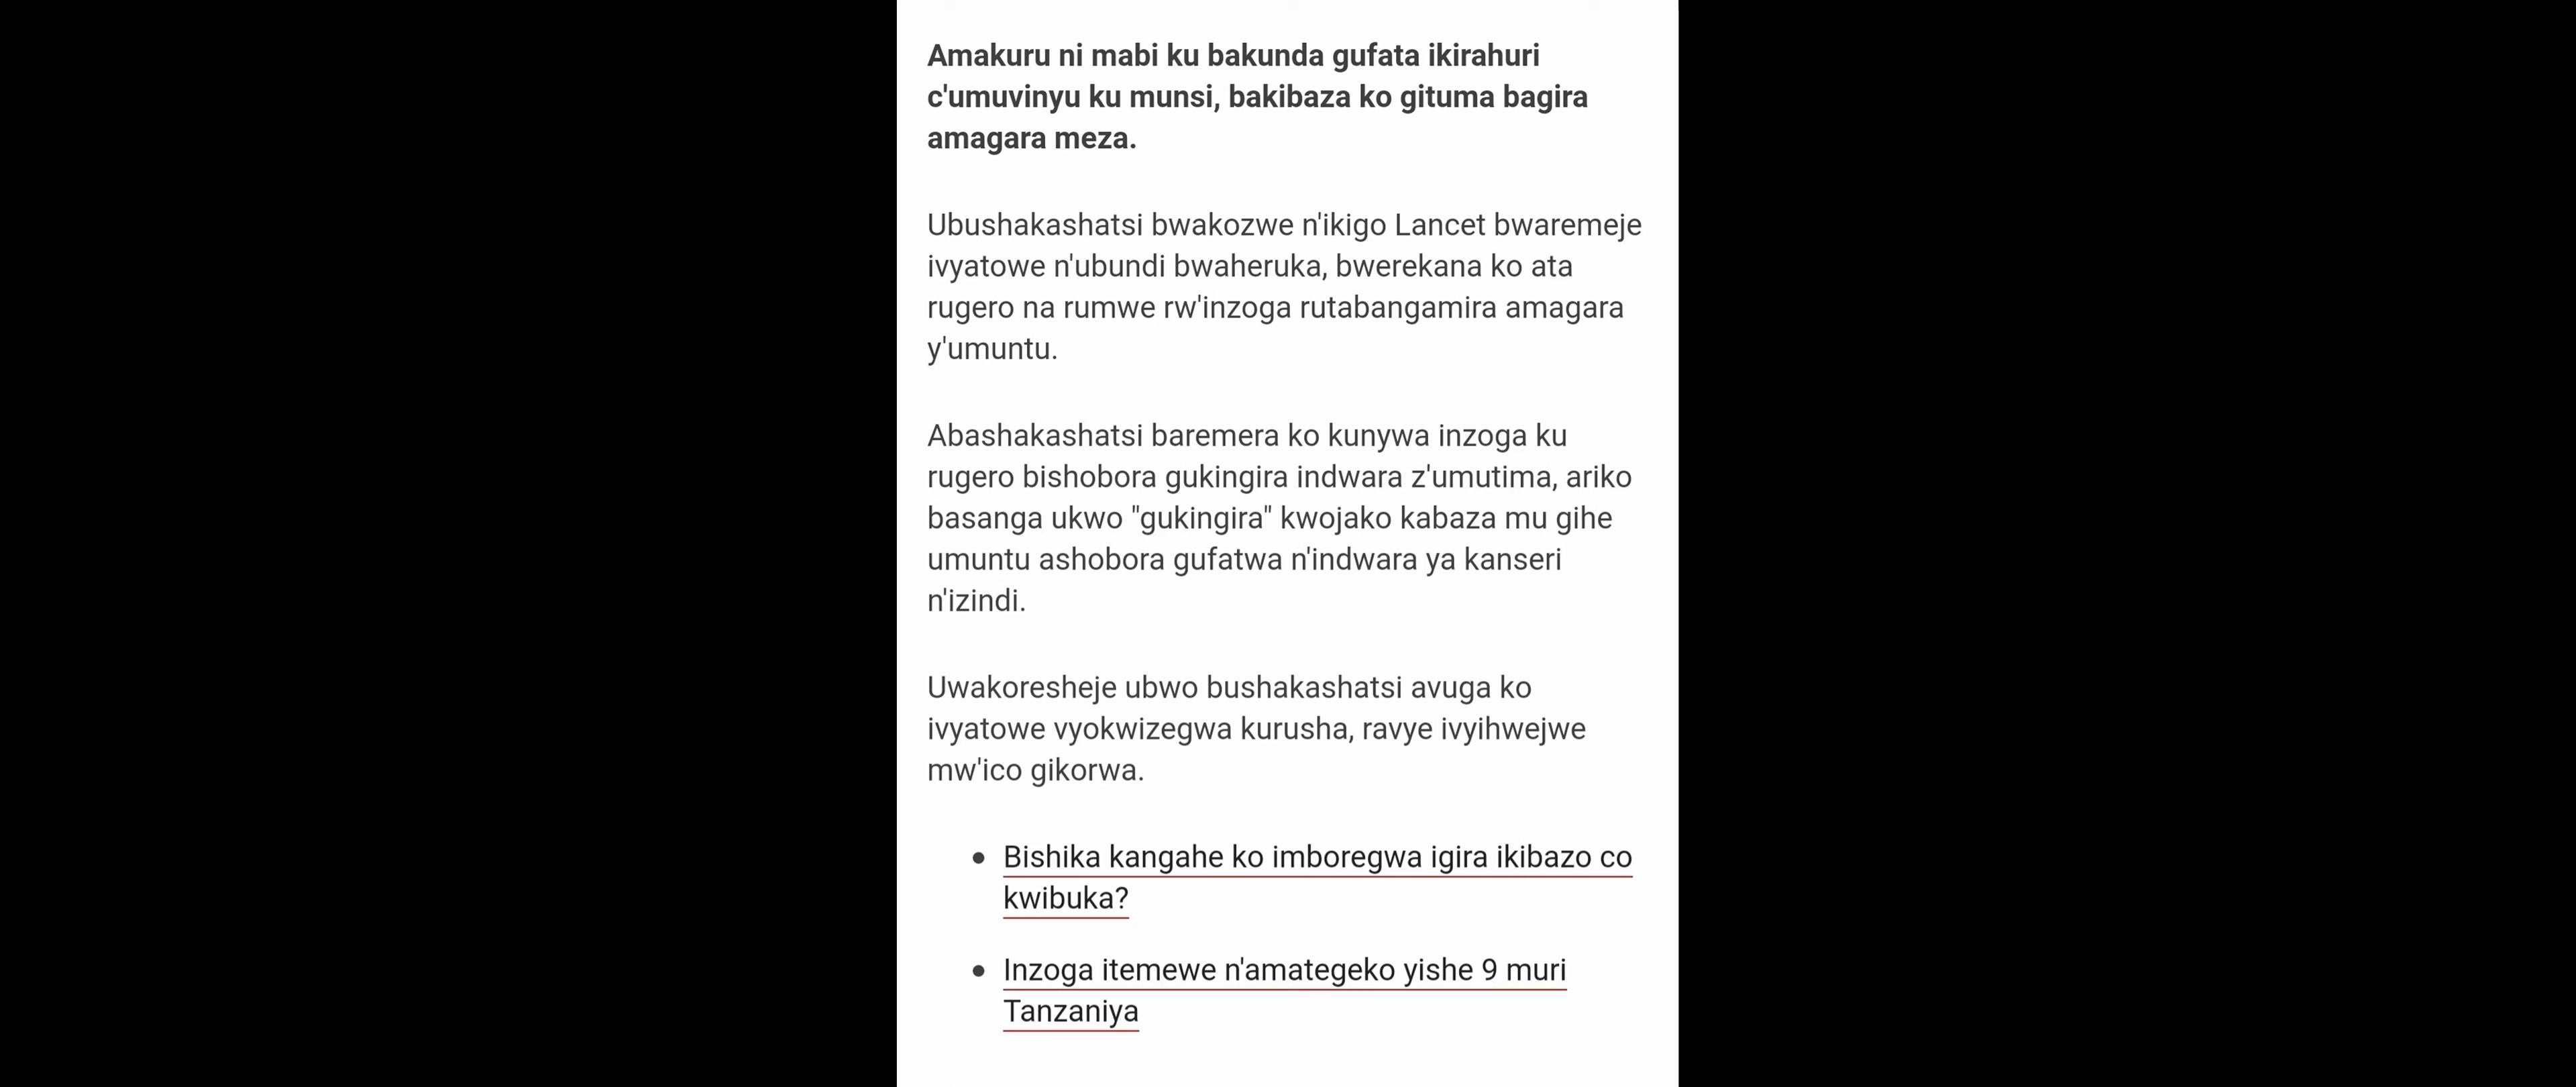 Amakuru ni mabi ku bakunda gufata ikirahuri
c'umuvinyu ku munsi, bakibaza ko gituma bagira
amagara meza.
Ubushakashatsi bwakozwe n'ikigo Lancet bwaremeje
ivyatowe n'ubundi bwaheruka, bwerekana ko ata
rugero na rumwe rw'inzoga rutabangamira amagara
y'umuntu.
Abashakashatsi baremera ko kunywa inzoga ku
rugero bishobora gukingira indwara z'umutima, ariko
basanga ukwo "gukingira" kwojako kabaza mu gihe
umuntu ashobora gufatwa n'indwara ya kanseri
n'izindi.
Uwakoresheje ubwo bushakashatsi avuga ko
ivyatowe vyokwizegwa kurusha, ravye ivyihwejwe
mw'ico gikorwa.
• Bishika kangahe ko imboregwa igira ikibazo co
kwibuka?
• Inzoga itemewe n'amategeko yishe 9 muri
Tanzaniya